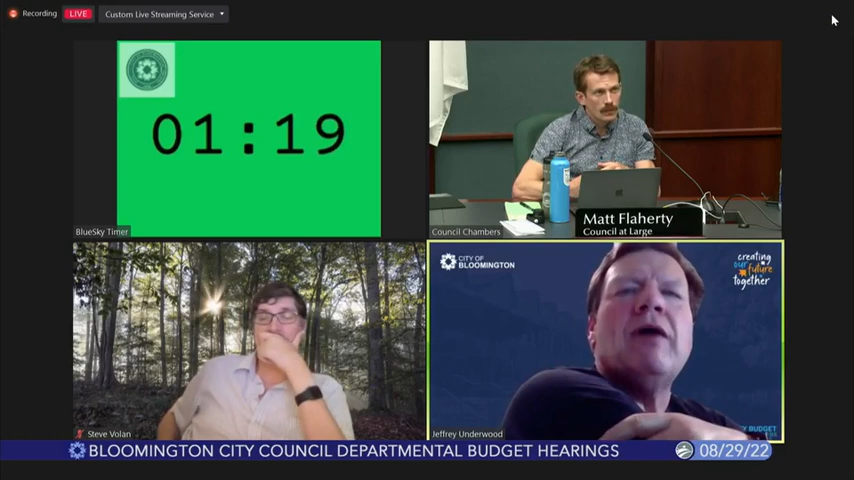 Recording
LIVE
Custom Live Streaming Service
01:19
BlueSky Timer
Council Chambers
Matt Flaherty
Council at Large
CITY OF
BLOOMINGTON
creating
our future
together
Steve Volan
Jeffrey Underwood
BUDGET
BLOOMINGTON CITY COUNCIL DEPARTMENTAL BUDGET HEARINGS
08/29/22